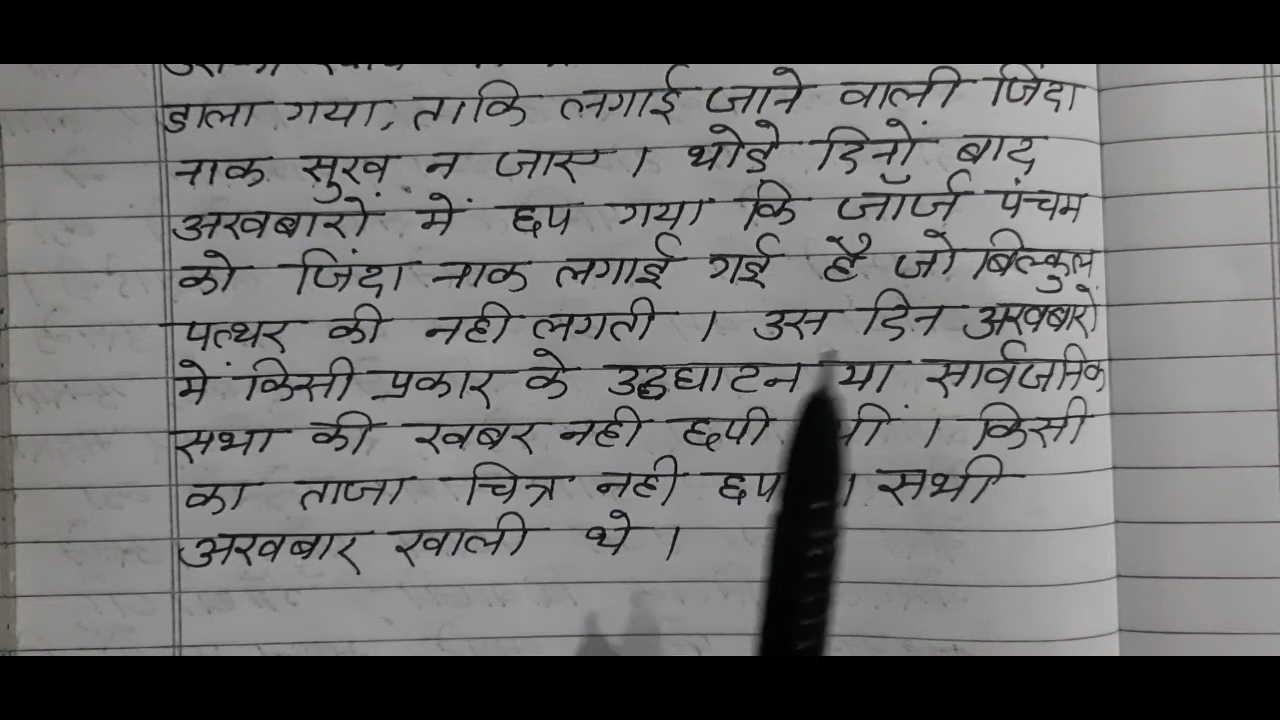 डाला गया, ताकि लगाई जाने वाली जिंदा
नाक सुख न जाए । थोडे दिनों बाद
अखबारों में छप गया कि जॉर्ज पंचम
को जिंदा नाक लगाई गई है जो बिल्कुल
पत्थर की नही लगती । उस दिन अखबारों
में किसी प्रकार के उद्घाटन या सार्वजनिक
सभा की खबर नही छपी । किसी
का ताजा चित्र नही । सभी
अखबार खाली थे ।